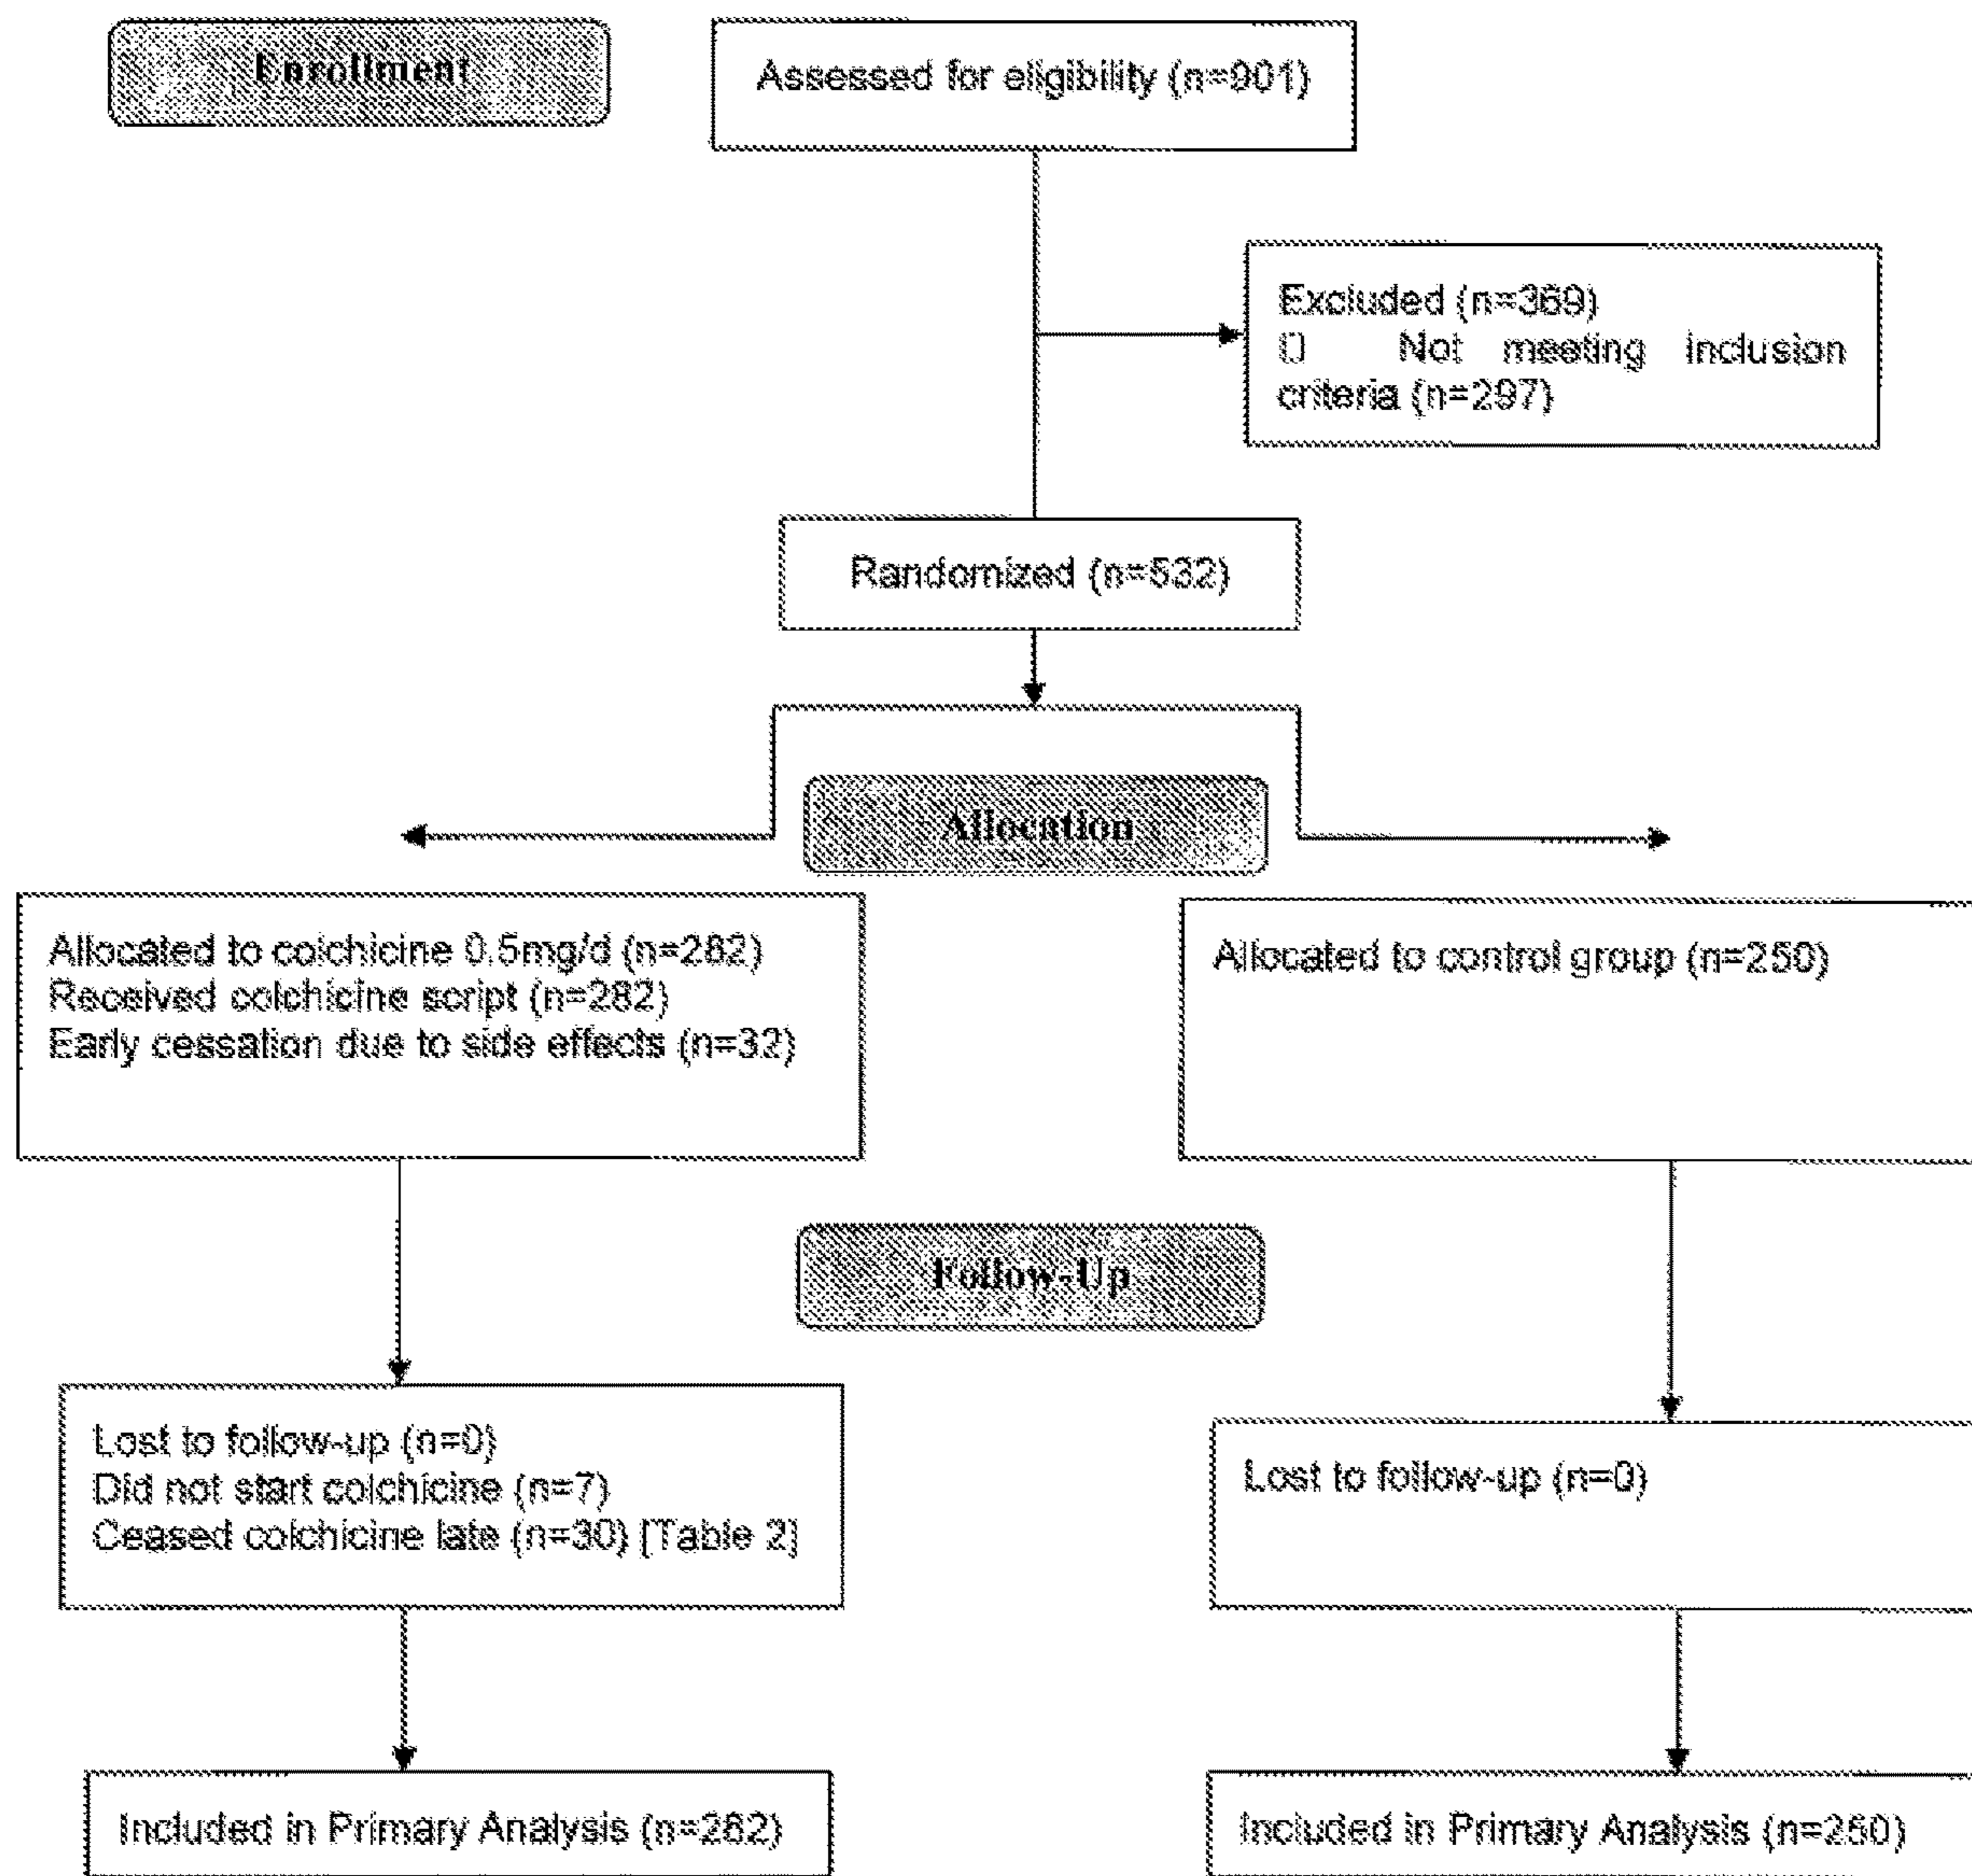 Enrollment
Assessed for eligibility (n=901)
Excluded (n=369)
▯ Not meeting inclusion
criteria (n=297)
Randomized (n=532)
Allocation
Allocated to colchicine 0.5mg/d (n=282)
Received colchicine script (n=282)
Early cessation due to side effects (n=32)
Allocated to control group (n=250)
Follow-Up
Lost to follow-up (n=0)
Did not start colchicine (n=7)
Ceased colchicine late (n=30) [Table 2]
Lost to follow-up (n=0)
Included in Primary Analysis (n=282)
Included in Primary Analysis (n=250)